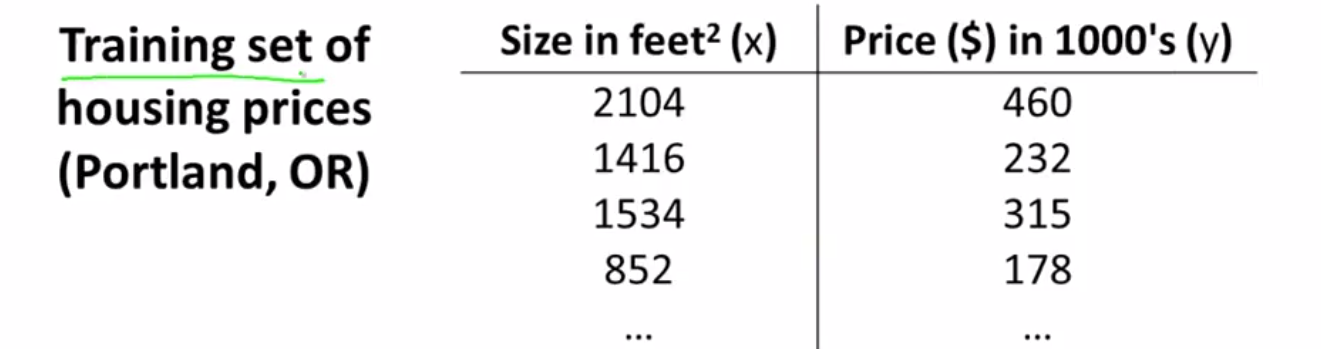 Training set of
housing prices
(Portland, OR)
Size in feet² (x) Price ($) in 1000's (y)
2104 460
1416 232
1534 315
852 178
... ...